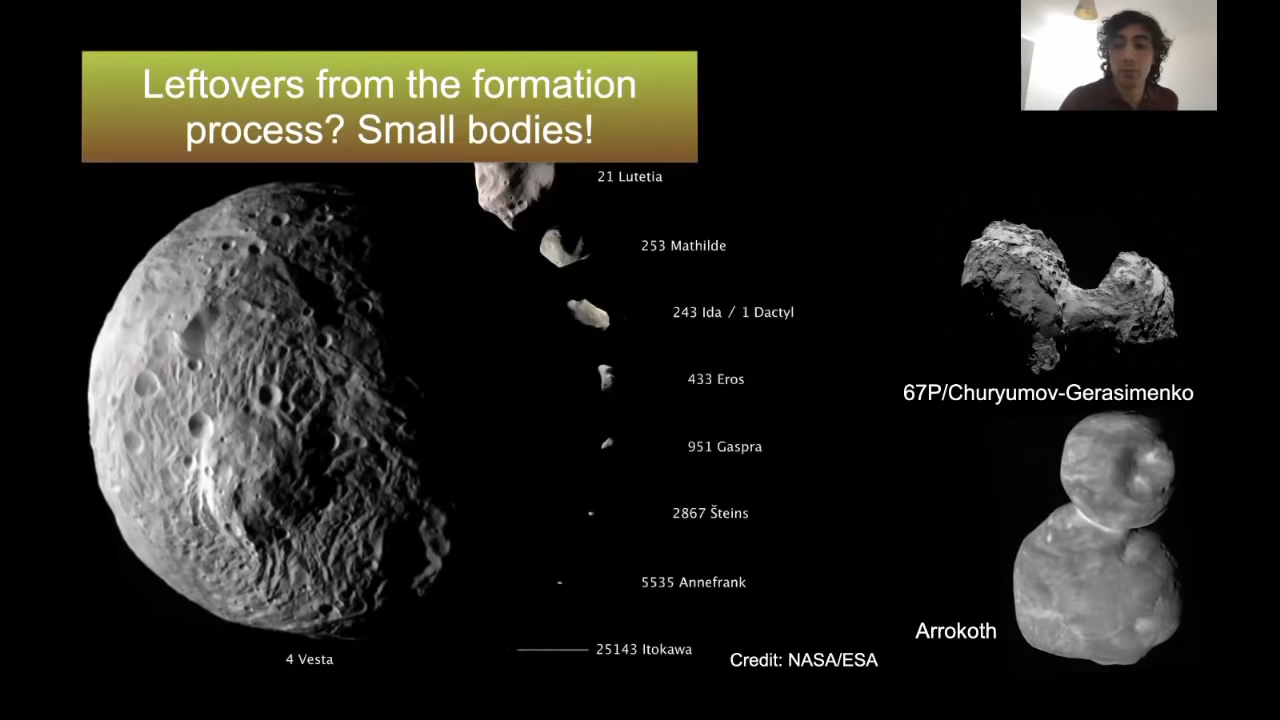 Leftovers from the formation
process? Small bodies!
21 Lutetia
253 Mathilde
243 Ida / 1 Dactyl
433 Eros
951 Gaspra
2867 Šteins
5535 Annefrank
25143 Itokawa
4 Vesta
Credit: NASA/ESA
67P/Churyumov-Gerasimenko
Arrokoth